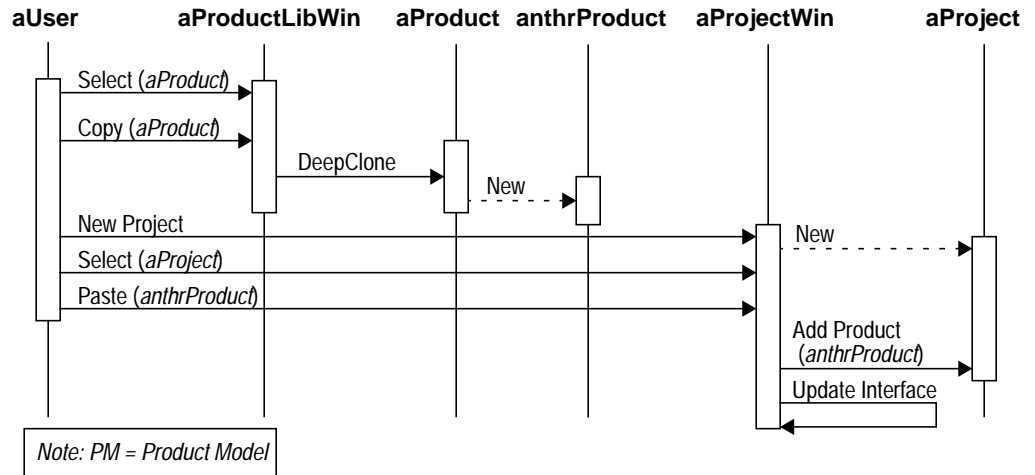 aUser aProductLibWin aProduct anthrProduct aProjectWin aProject
Select (aProduct)
Copy (aProduct)
DeepClone
New
New Project
New
Select (aProject)
Paste (anthrProduct)
Add Product
(anthrProduct)
Update Interface
Note: PM = Product Model